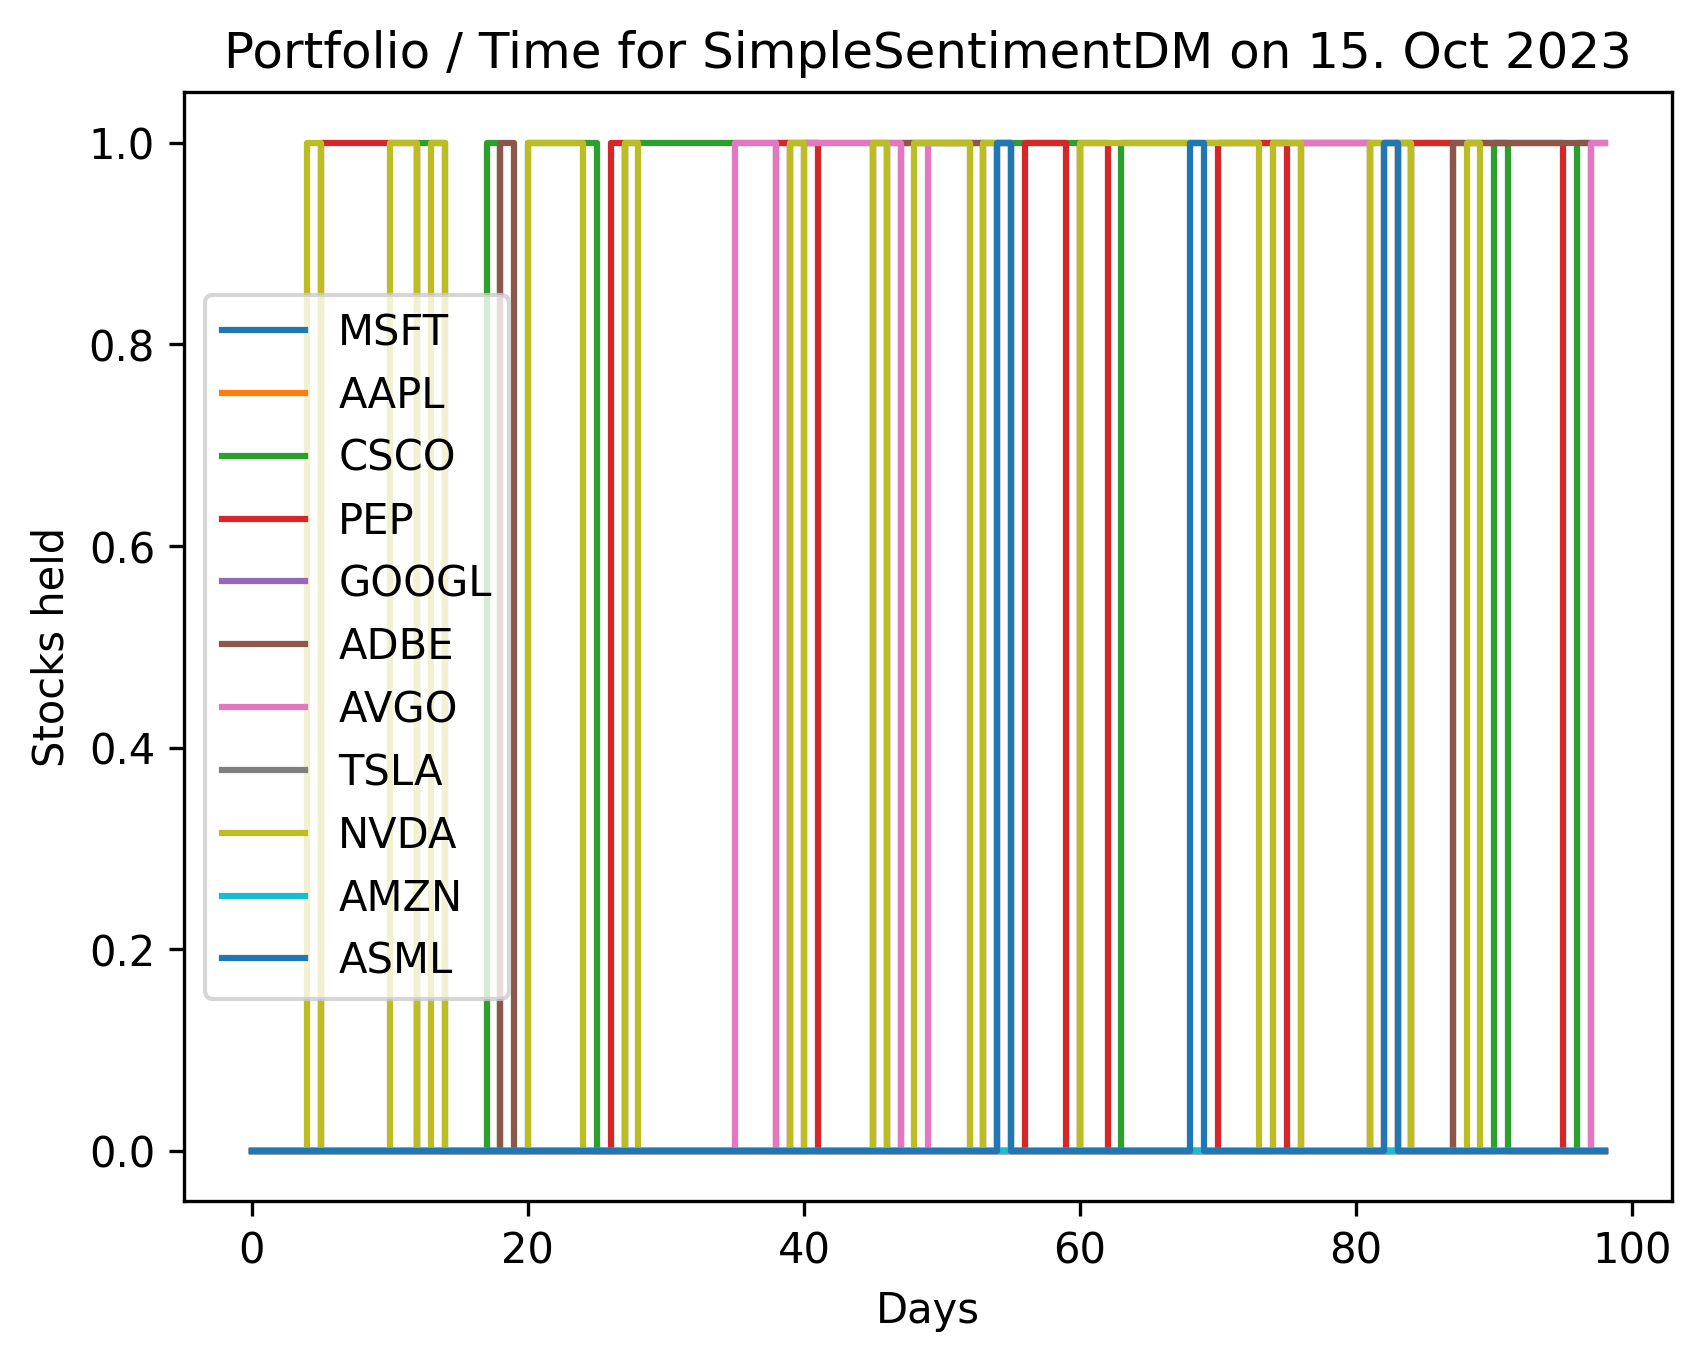 Portfolio / Time for SimpleSentimentDM on 15. Oct 2023
1.0
0.8
0.6
0.4
0.2
0.0
Stocks held
MSFT
AAPL
CSCO
PEP
GOOGL
ADBE
AVGO
TSLA
NVDA
AMZN
ASML
0 20 40 60 80 100
Days